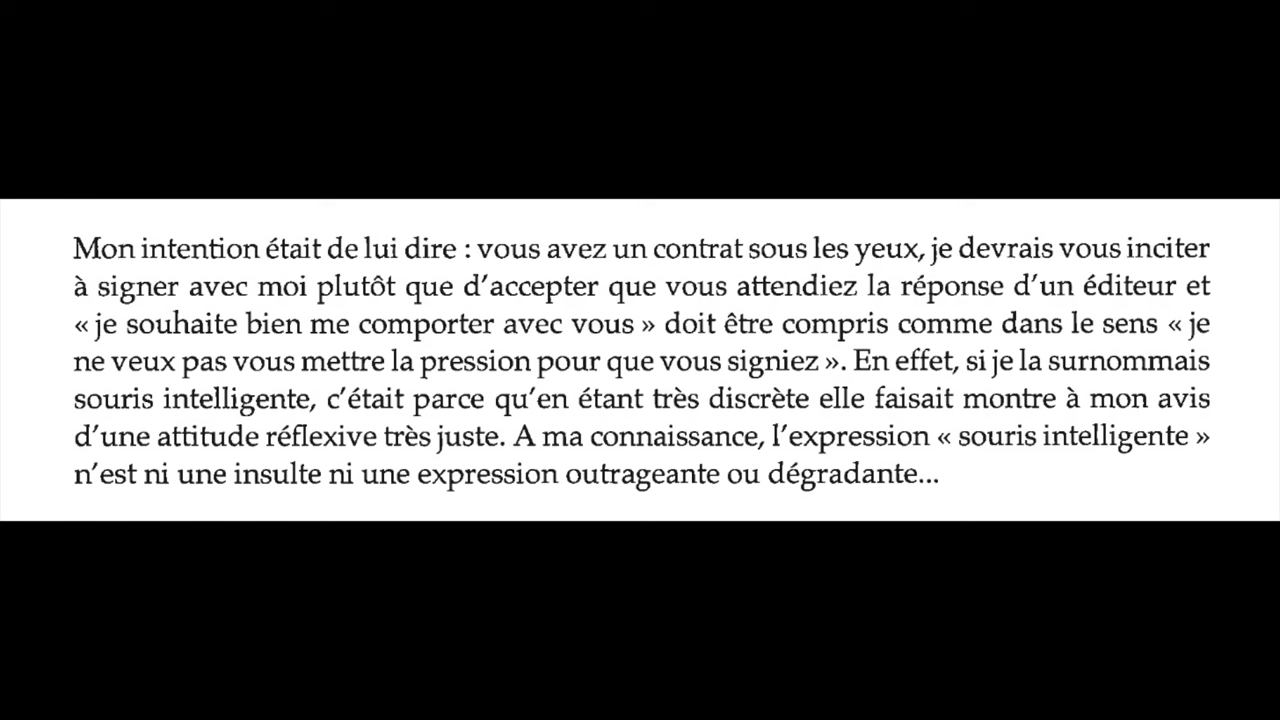 Mon intention était de lui dire : vous avez un contrat sous les yeux, je devrais vous inciter
à signer avec moi plutôt que d'accepter que vous attendiez la réponse d'un éditeur et
« je souhaite bien me comporter avec vous » doit être compris comme dans le sens « je
ne veux pas vous mettre la pression pour que vous signiez ». En effet, si je la surnommais
souris intelligente, c'était parce qu'en étant très discrète elle faisait montre à mon avis
d'une attitude réflexive très juste. A ma connaissance, l'expression « souris intelligente »
n'est ni une insulte ni une expression outrageante ou dégradante...